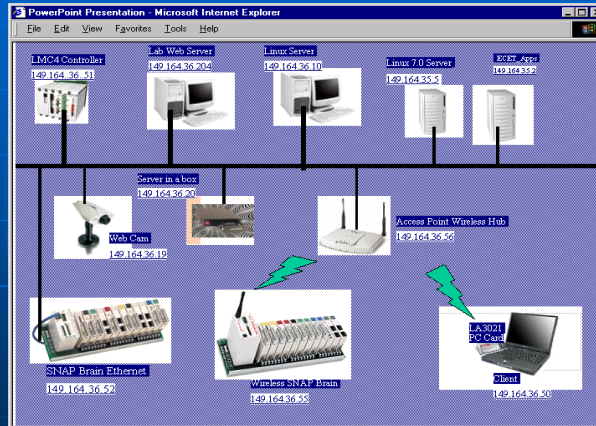 PowerPoint Presentation - Microsoft Internet Explorer
File Edit View Favorites Tools Help
LMC4 Controller
149.164.36..51
Lab Web Server
149.164.36.204
Linux Server
149.164.36.10
Linux 7.0 Server
149.164.35.5
ECET_Apps
149.164.35.2
Server in a box
149.164.36.20
Web Cam
149.164.36.19
Access Point Wireless Hub
149.164.36.56
SNAP Brain Ethernet
149..164.36.52
Wireless SNAP Brain
149.164.36.55
LA3021
PC Card
Client
149.164.36.50